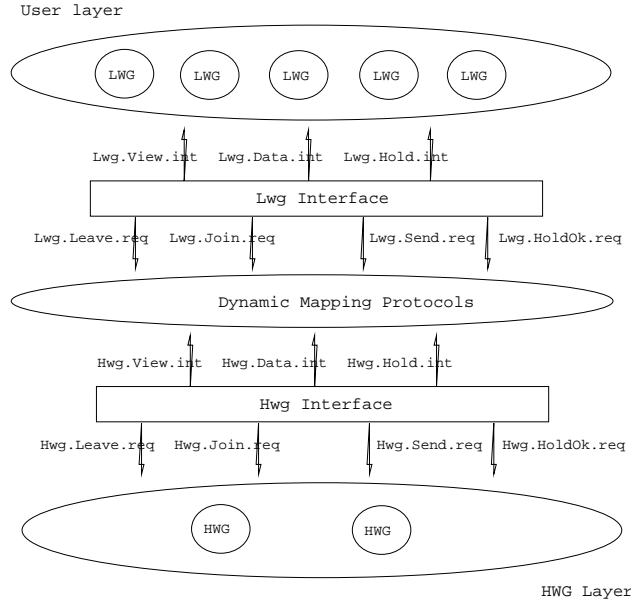 User layer
LWG LWG LWG LWG LWG
Lwg.View.int Lwg.Data.int Lwg.Hold.int
Lwg Interface
Lwg.Leave.req Lwg.Join.req Lwg.Send.req Lwg.HoldOk.req
Dynamic Mapping Protocols
Hwg.View.int Hwg.Data.int Hwg.Hold.int
Hwg Interface
Hwg.Leave.req Hwg.Join.req Hwg.Send.req Hwg.HoldOk.req
HWG HWG
HWG Layer